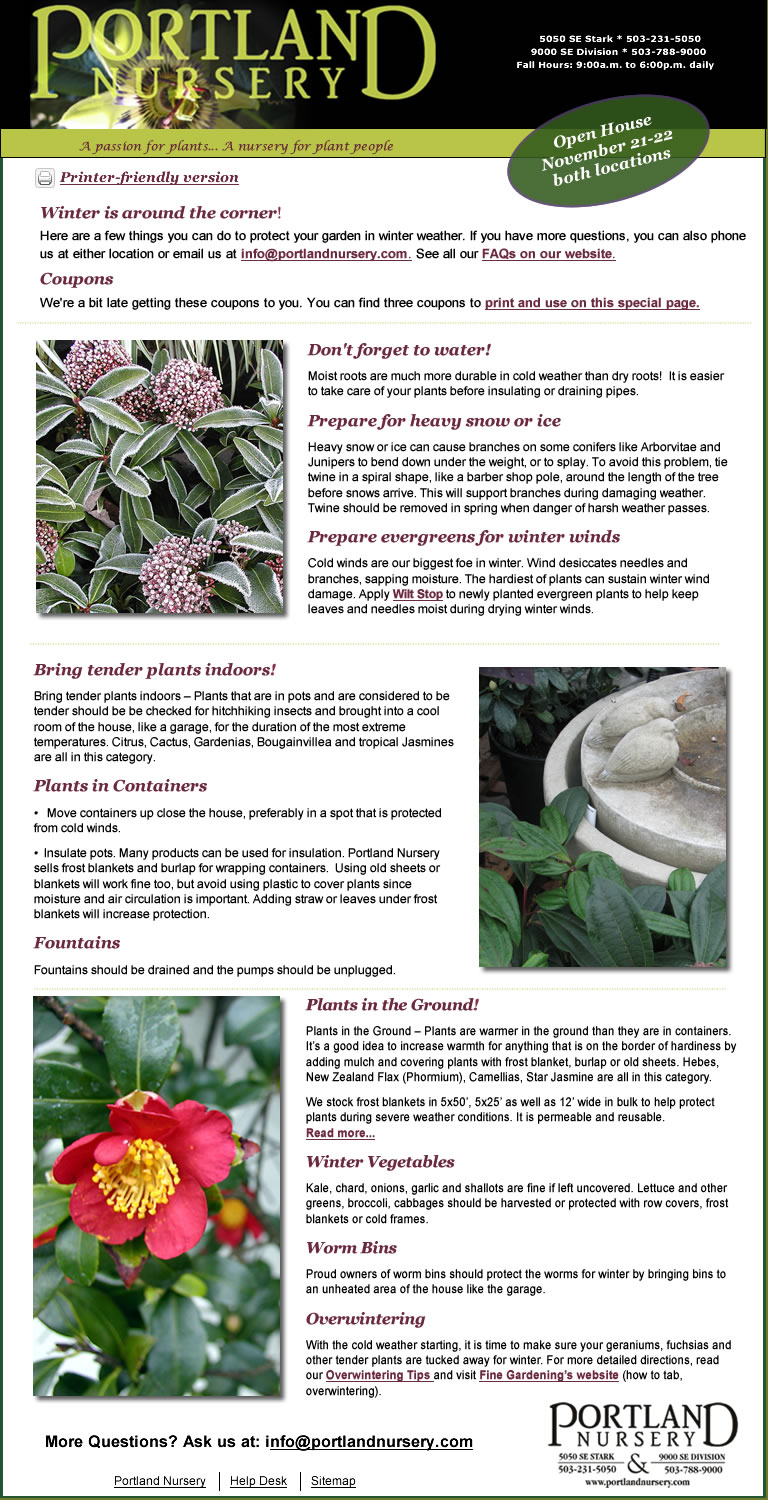 PORTLAND
NURSERY
5050 SE Stark * 503-231-5050
9000 SE Division * 503-788-9000
Fall Hours: 9:00a.m. to 6:00p.m. daily
A passion for plants... A nursery for plant people
Open House
November 21-22
both locations
Printer-friendly version
Winter is around the corner!
Here are a few things you can do to protect your garden in winter weather. If you have more questions, you can also phone
us at either location or email us at info@portlandnursery.com. See all our FAQs on our website.
Coupons
We're a bit late getting these coupons to you. You can find three coupons to print and use on this special page.
Don't forget to water!
Moist roots are much more durable in cold weather than dry roots! It is easier
to take care of your plants before insulating or draining pipes.
Prepare for heavy snow or ice
Heavy snow or ice can cause branches on some conifers like Arborvitae and
Junipers to bend down under the weight, or to splay. To avoid this problem, tie
twine in a spiral shape, like a barber shop pole, around the length of the tree
before snows arrive. This will support branches during damaging weather.
Twine should be removed in spring when danger of harsh weather passes.
Prepare evergreens for winter winds
Cold winds are our biggest foe in winter. Wind desiccates needles and
branches, sapping moisture. The hardiest of plants can sustain winter wind
damage. Apply Wilt Stop to newly planted evergreen plants to help keep
leaves and needles moist during drying winter winds.
Bring tender plants indoors!
Bring tender plants indoors – Plants that are in pots and are considered to be
tender should be be checked for hitchhiking insects and brought into a cool
room of the house, like a garage, for the duration of the most extreme
temperatures. Citrus, Cactus, Gardenias, Bougainvillea and tropical Jasmines
are all in this category.
Plants in Containers
• Move containers up close the house, preferably in a spot that is protected
from cold winds.
• Insulate pots. Many products can be used for insulation. Portland Nursery
sells frost blankets and burlap for wrapping containers. Using old sheets or
blankets will work fine too, but avoid using plastic to cover plants since
moisture and air circulation is important. Adding straw or leaves under frost
blankets will increase protection.
Fountains
Fountains should be drained and the pumps should be unplugged.
Plants in the Ground!
Plants in the Ground – Plants are warmer in the ground than they are in containers.
It's a good idea to increase warmth for anything that is on the border of hardiness by
adding mulch and covering plants with frost blanket, burlap or old sheets. Hebes,
New Zealand Flax (Phormium), Camellias, Star Jasmine are all in this category.
We stock frost blankets in 5x50', 5x25' as well as 12' wide in bulk to help protect
plants during severe weather conditions. It is permeable and reusable.
Read more...
Winter Vegetables
Kale, chard, onions, garlic and shallots are fine if left uncovered. Lettuce and other
greens, broccoli, cabbages should be harvested or protected with row covers, frost
blankets or cold frames.
Worm Bins
Proud owners of worm bins should protect the worms for winter by bringing bins to
an unheated area of the house like the garage.
Overwintering
With the cold weather starting, it is time to make sure your geraniums, fuchsias and
other tender plants are tucked away for winter. For more detailed directions, read
our Overwintering Tips and visit Fine Gardening's website (how to tab,
overwintering).
More Questions? Ask us at: info@portlandnursery.com
Portland Nursery | Help Desk | Sitemap
PORTLAND
NURSERY
5050 SE STARK & 9000 SE DIVISION
503-231-5050 503-788-9000
www.portlandnursery.com